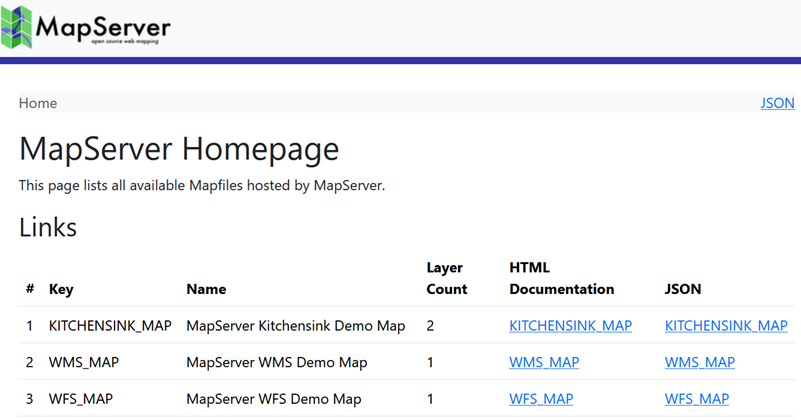 MapServer
open source web mapping
Home JSON
MapServer Homepage
This page lists all available Mapfiles hosted by MapServer.
Links
# Key Name Layer Count HTML Documentation JSON
1 KITCHENSINK_MAP MapServer Kitchensink Demo Map 2 KITCHENSINK_MAP KITCHENSINK_MAP
2 WMS_MAP MapServer WMS Demo Map 1 WMS_MAP WMS_MAP
3 WFS_MAP MapServer WFS Demo Map 1 WFS_MAP WFS_MAP